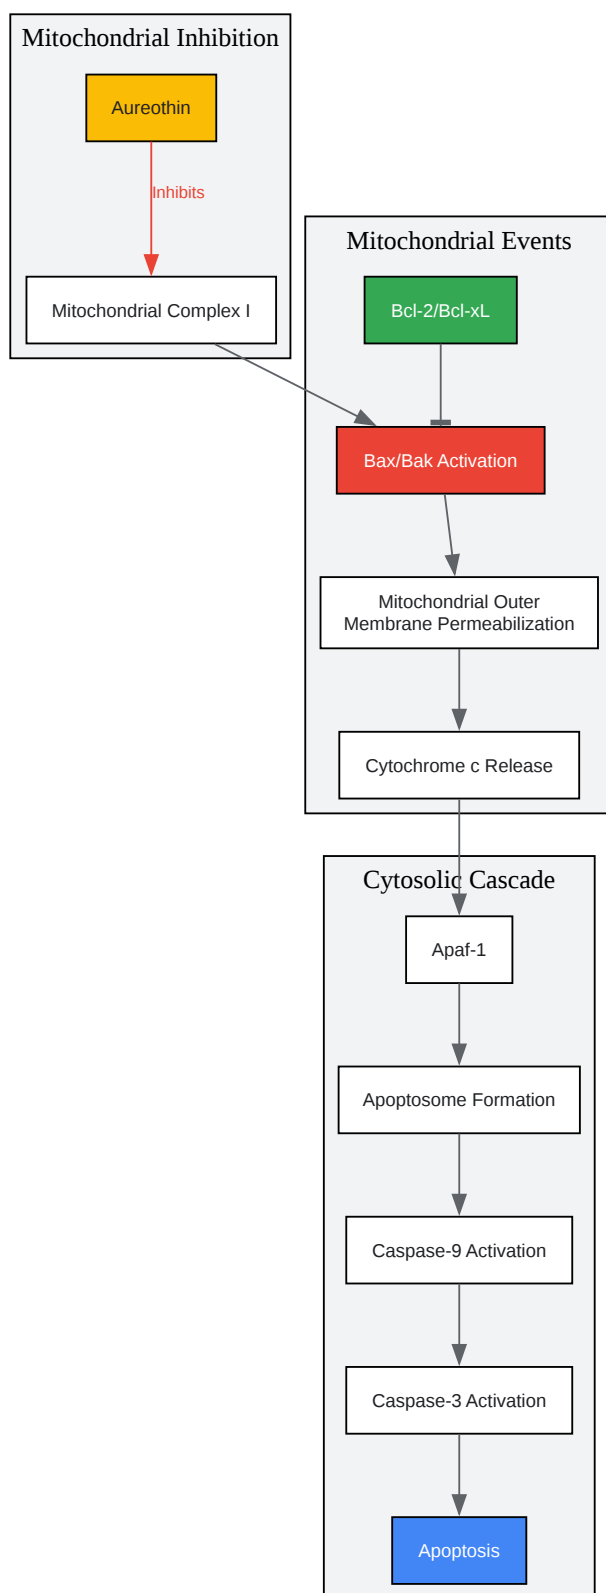 Mitochondrial Inhibition
Aureothin
Inhibits
Mitochondrial Complex I
Mitochondrial Events
Bcl-2/Bcl-xL
Bax/Bak Activation
Mitochondrial Outer
Membrane Permeabilization
Cytochrome c Release
Cytosolic Cascade
Apaf-1
Apoptosome Formation
Caspase-9 Activation
Caspase-3 Activation
Apoptosis